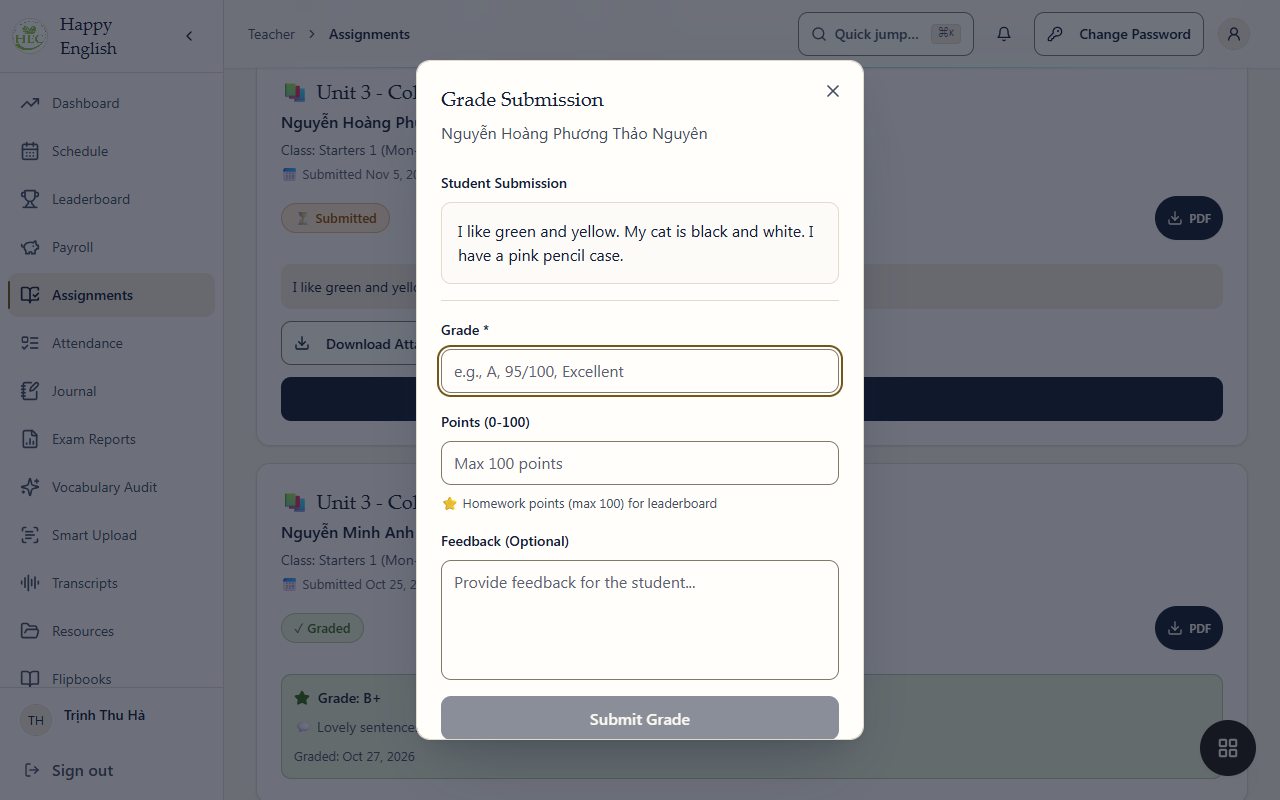 HEC
Happy
English
Teacher
Assignments
Quick jump...
⌘K
Change Password
Dashboard
Schedule
Leaderboard
Payroll
Assignments
Attendance
Journal
Exam Reports
Vocabulary Audit
Smart Upload
Transcripts
Resources
Flipbooks
TH
Trịnh Thu Hà
Sign out
Unit 3 - Col
Nguyễn Hoàng Ph
Class: Starters 1 (Mon-
Submitted Nov 5, 20
Submitted
PDF
I like green and yell
Download Atta
Unit 3 - Col
Nguyễn Minh Anh
Class: Starters 1 (Mon-
Submitted Oct 25, 2
✓ Graded
PDF
Grade: B+
Lovely sentence
Graded: Oct 27, 2026
Grade Submission
Nguyễn Hoàng Phương Thảo Nguyên
Student Submission
I like green and yellow. My cat is black and white. I
have a pink pencil case.
Grade *
e.g., A, 95/100, Excellent
Points (0-100)
Max 100 points
Homework points (max 100) for leaderboard
Feedback (Optional)
Provide feedback for the student...
Submit Grade